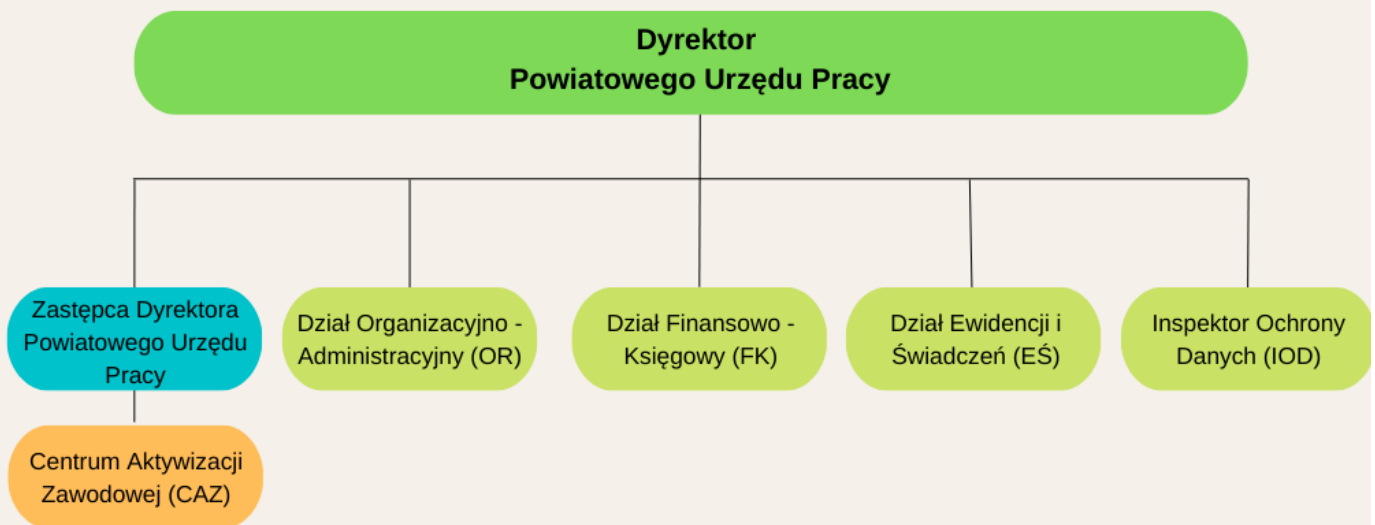 Dyrektor
Powiatowego Urzędu Pracy
Zastępca Dyrektora
Powiatowego Urzędu
Pracy
Dział Organizacyjno -
Administracyjny (OR)
Dział Finansowo -
Księgowy (FK)
Dział Ewidencji i
Świadczeń (EŚ)
Inspektor Ochrony
Danych (IOD)
Centrum Aktywizacji
Zawodowej (CAZ)